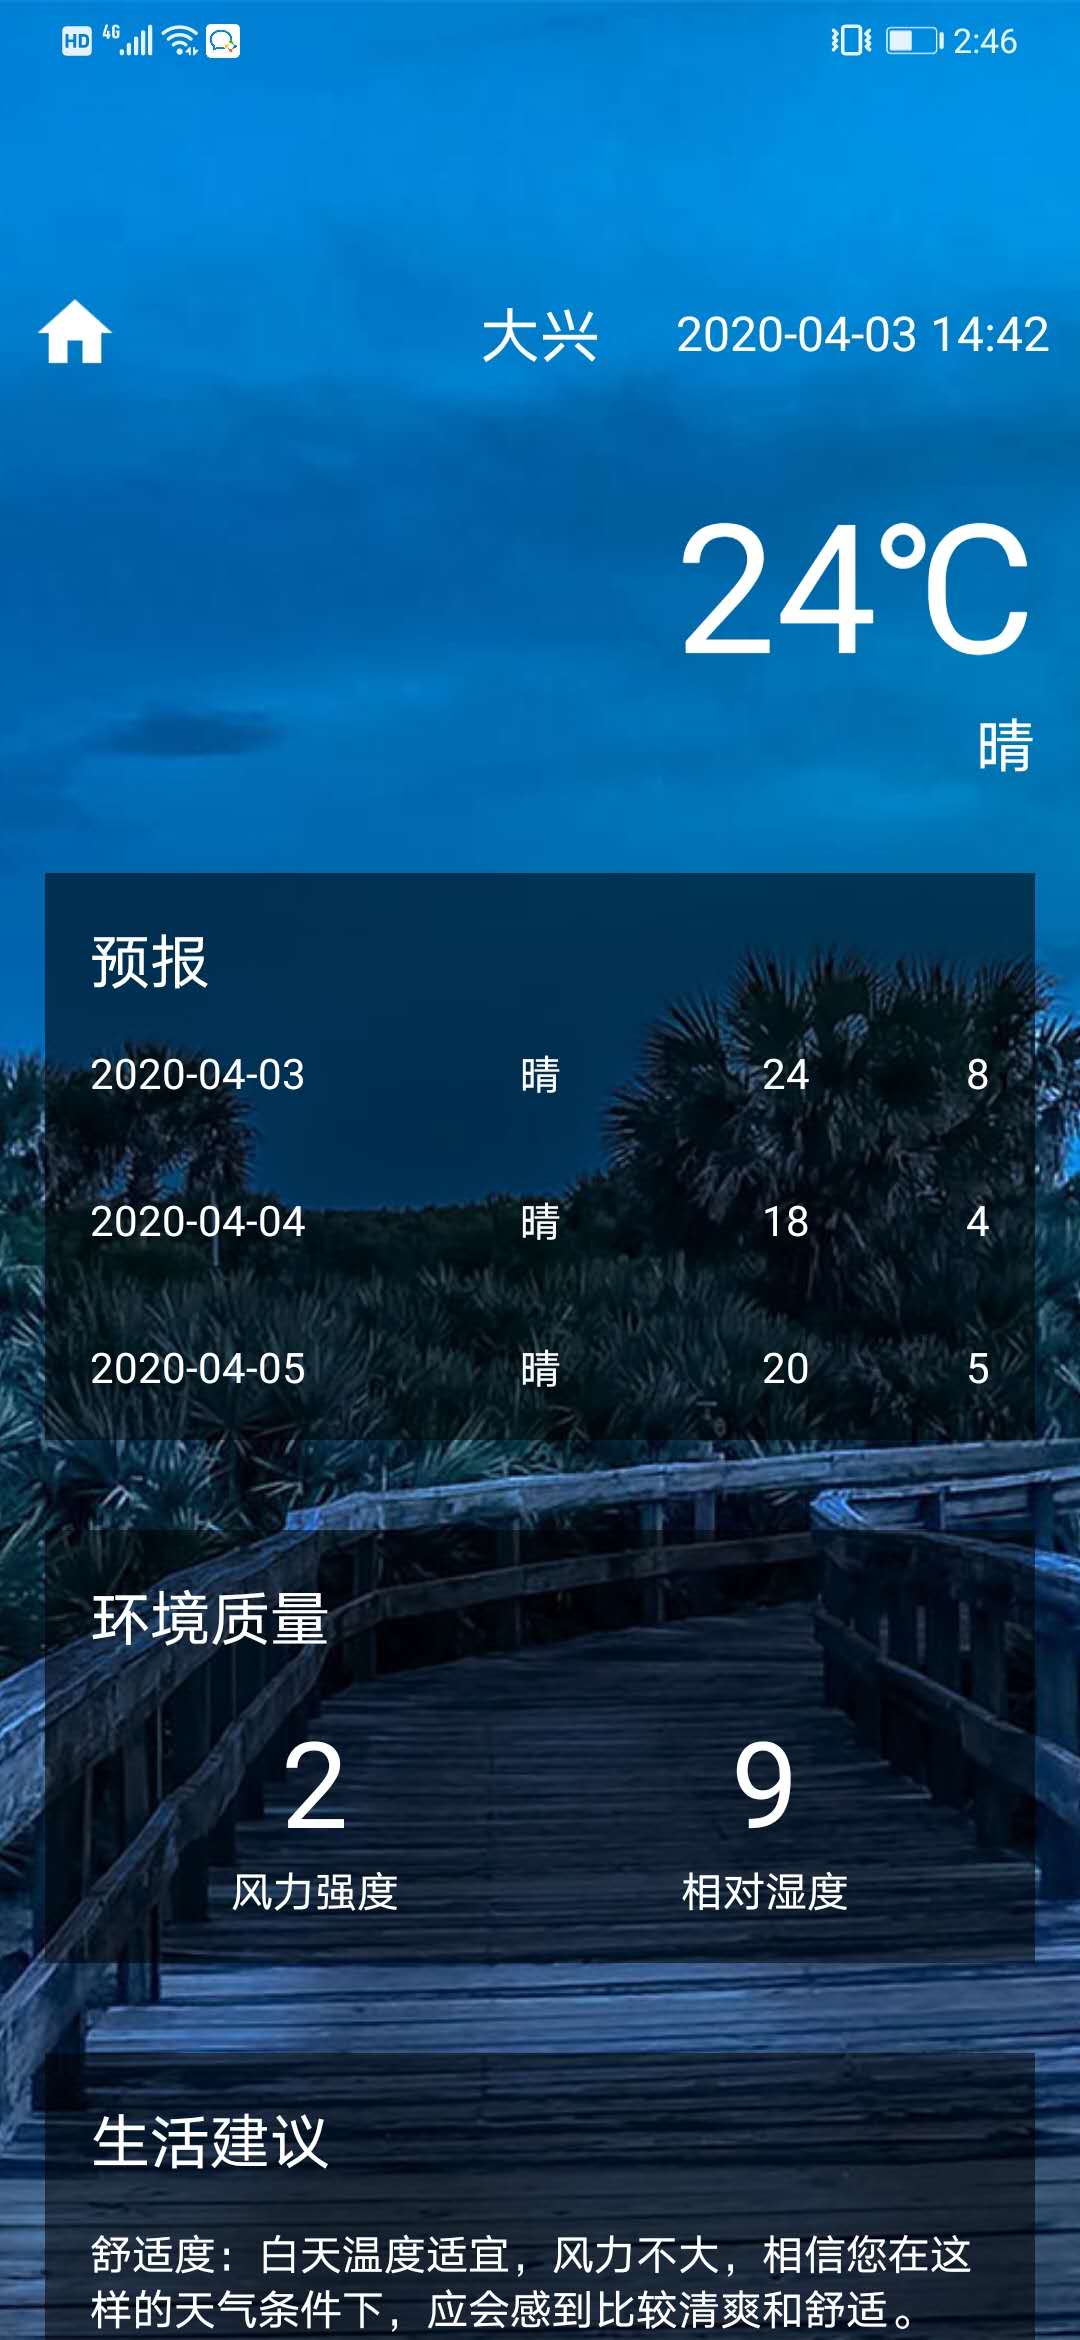 HD 4G 2:46
大兴 2020-04-03 14:42
24℃
晴
预报
2020-04-03 晴 24 8
2020-04-04 晴 18 4
2020-04-05 晴 20 5
环境质量
2 9
风力强度 相对湿度
生活建议
舒适度：白天温度适宜，风力不大，相信您在这
样的天气条件下，应会感到比较清爽和舒适。